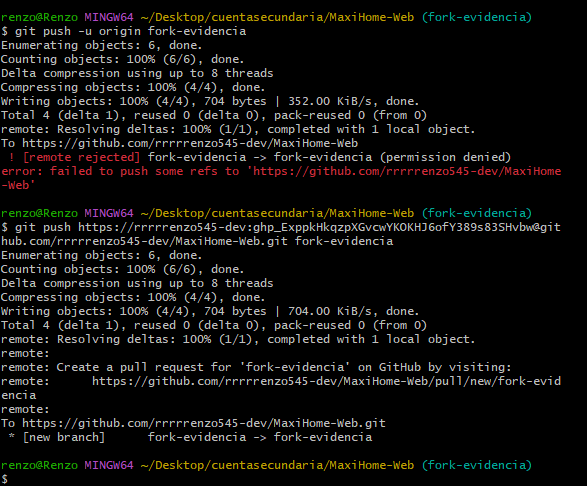 renzo@Renzo MINGW64 ~/Desktop/cuentasecundaria/MaxiHome-Web (fork-evidencia)
$ git push -u origin fork-evidencia
Enumerating objects: 6, done.
Counting objects: 100% (6/6), done.
Delta compression using up to 8 threads
Compressing objects: 100% (4/4), done.
Writing objects: 100% (4/4), 704 bytes | 352.00 KiB/s, done.
Total 4 (delta 1), reused 0 (delta 0), pack-reused 0 (from 0)
remote: Resolving deltas: 100% (1/1), completed with 1 local object.
To https://github.com/rrrrrenzo545-dev/MaxiHome-Web
 ! [remote rejected] fork-evidencia -> fork-evidencia (permission denied)
error: failed to push some refs to 'https://github.com/rrrrrenzo545-dev/MaxiHome
-Web'

renzo@Renzo MINGW64 ~/Desktop/cuentasecundaria/MaxiHome-Web (fork-evidencia)
$ git push https://rrrrrenzo545-dev:[token redacted]@git
hub.com/rrrrrenzo545-dev/MaxiHome-Web.git fork-evidencia
Enumerating objects: 6, done.
Counting objects: 100% (6/6), done.
Delta compression using up to 8 threads
Compressing objects: 100% (4/4), done.
Writing objects: 100% (4/4), 704 bytes | 704.00 KiB/s, done.
Total 4 (delta 1), reused 0 (delta 0), pack-reused 0 (from 0)
remote: Resolving deltas: 100% (1/1), completed with 1 local object.
remote:
remote: Create a pull request for 'fork-evidencia' on GitHub by visiting:
remote:      https://github.com/rrrrrenzo545-dev/MaxiHome-Web/pull/new/fork-evid
encia
remote:
To https://github.com/rrrrrenzo545-dev/MaxiHome-Web.git
 * [new branch]      fork-evidencia -> fork-evidencia

renzo@Renzo MINGW64 ~/Desktop/cuentasecundaria/MaxiHome-Web (fork-evidencia)
$